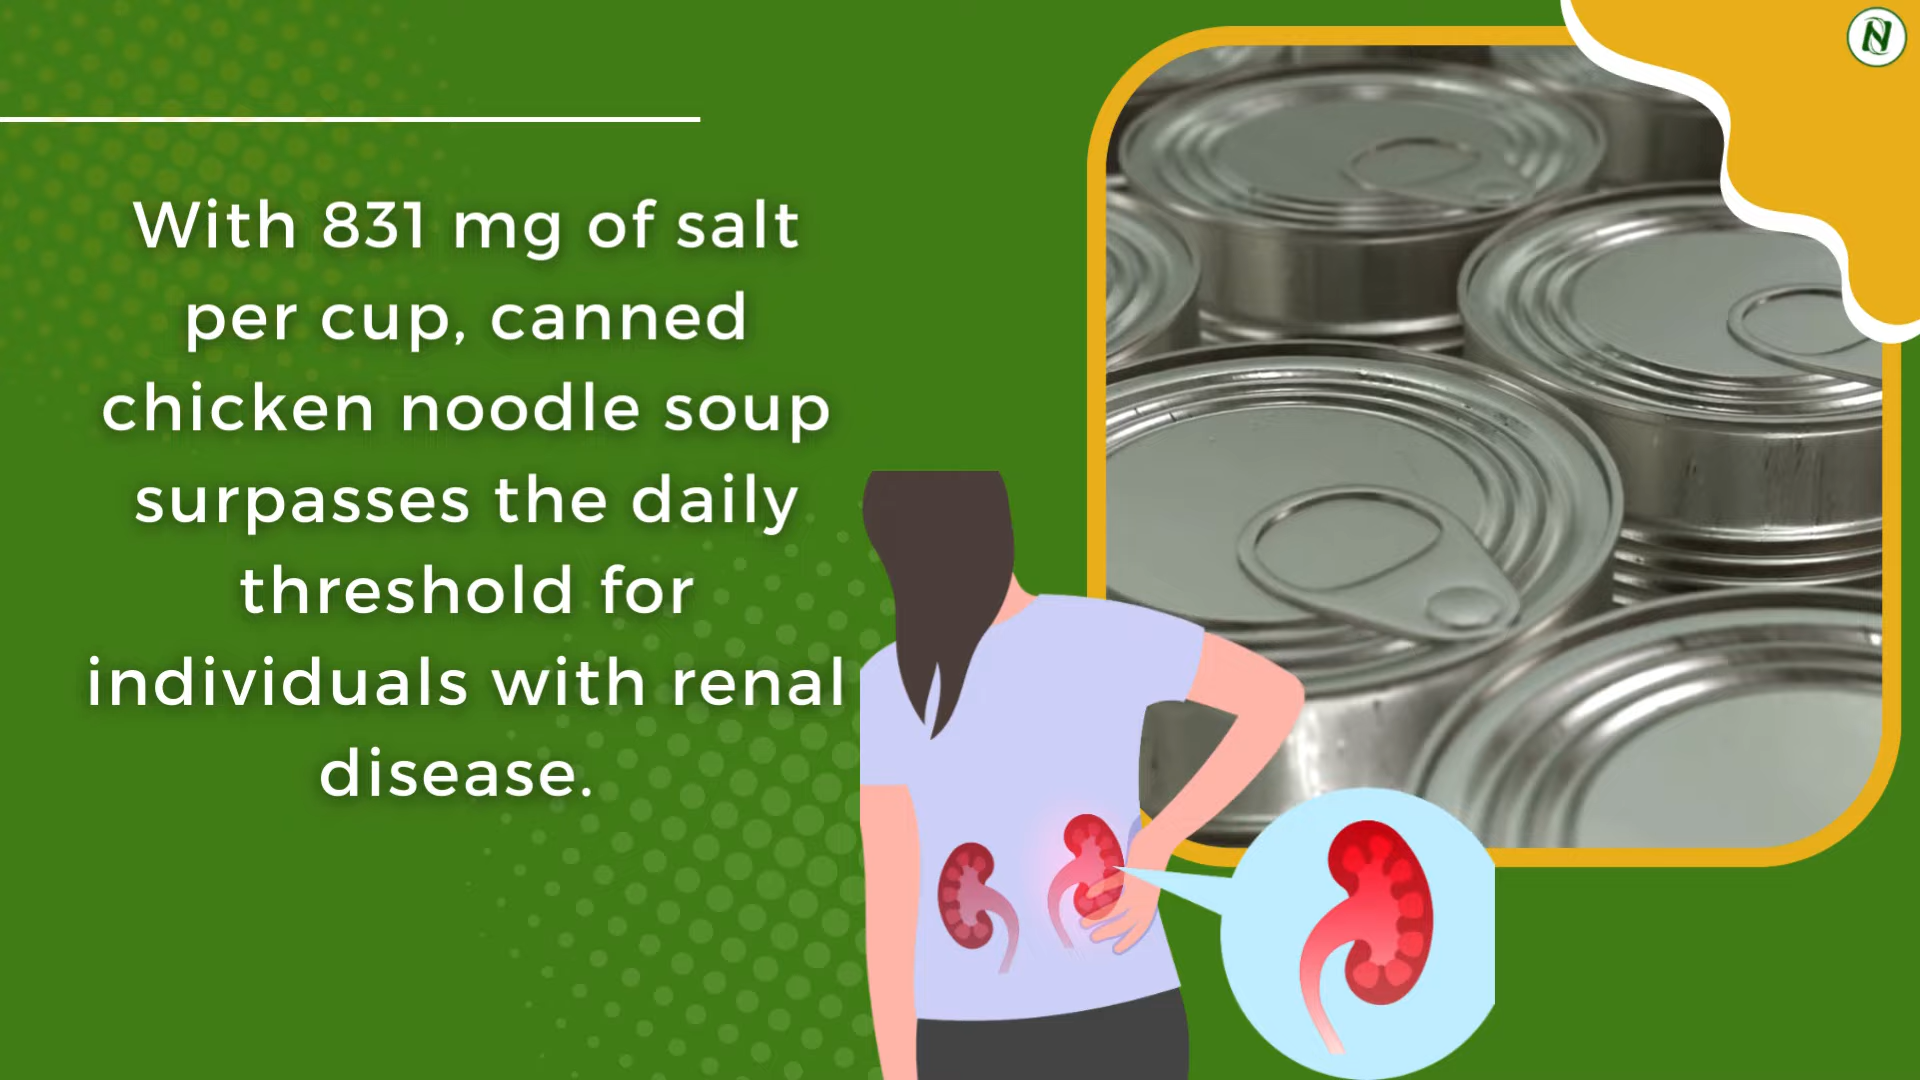 With 831 mg of salt
per cup, canned
chicken noodle soup
surpasses the daily
threshold for
individuals with renal
disease.
N